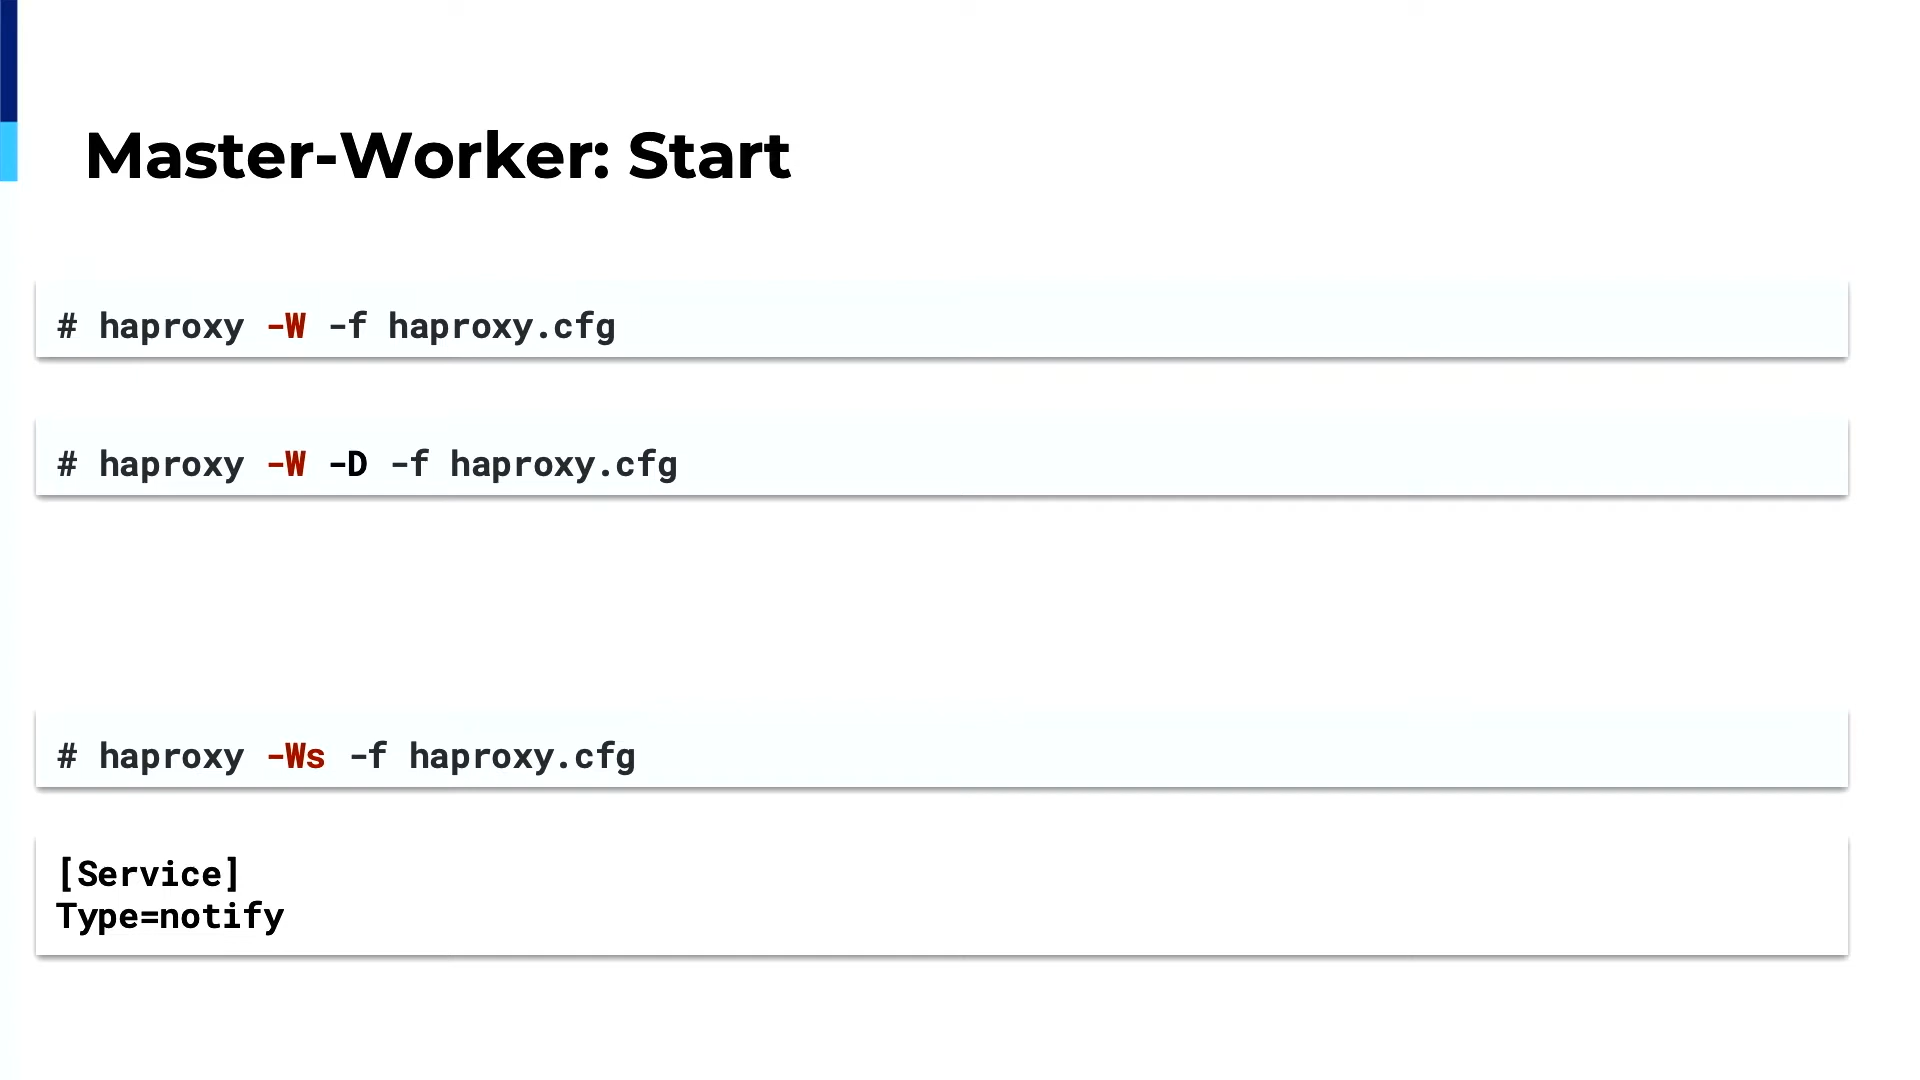 Master-Worker: Start
# haproxy -W -f haproxy.cfg
# haproxy -W -D -f haproxy.cfg
# haproxy -Ws -f haproxy.cfg
[Service]
Type=notify